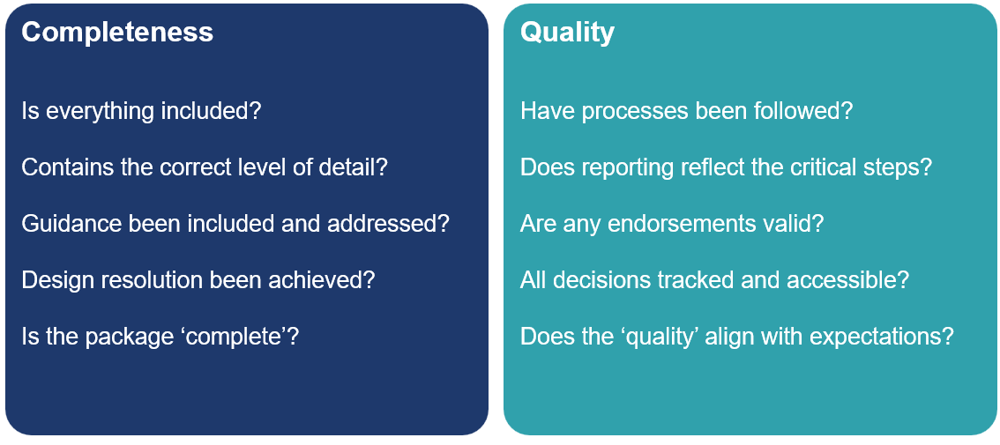 Completeness
Is everything included?
Contains the correct level of detail?
Guidance been included and addressed?
Design resolution been achieved?
Is the package ‘complete’?
Quality
Have processes been followed?
Does reporting reflect the critical steps?
Are any endorsements valid?
All decisions tracked and accessible?
Does the ‘quality’ align with expectations?